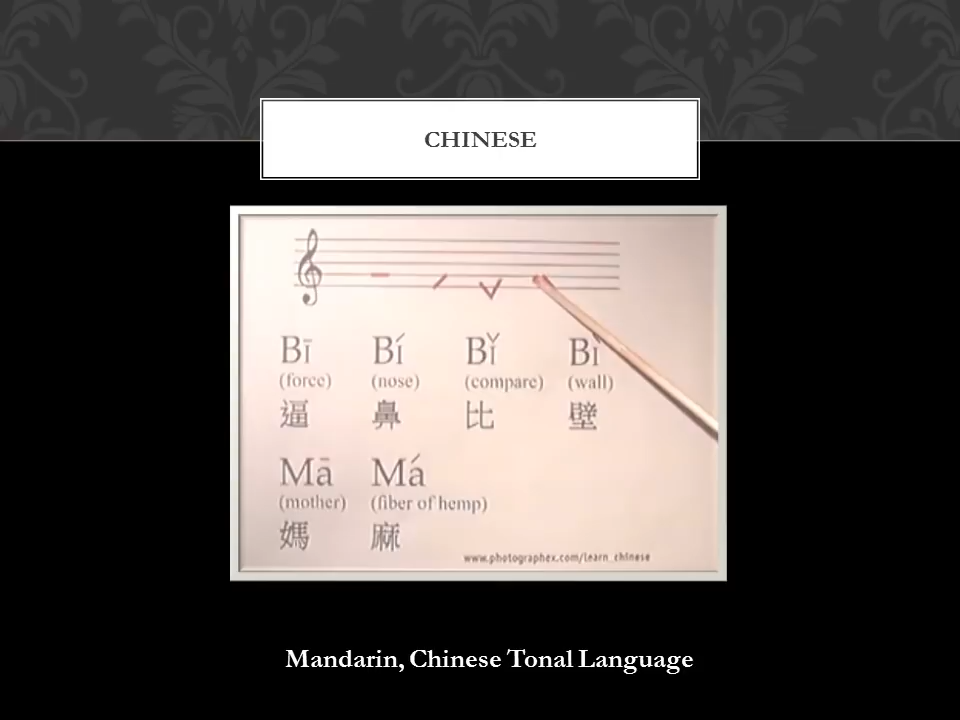 CHINESE
Bī Bí Bǐ Bì
(force) (nose) (compare) (wall)
逼 鼻 比 壁
Mā Má
(mother) (fiber of hemp)
媽 麻
www.photographex.com/learn_chinese
Mandarin, Chinese Tonal Language